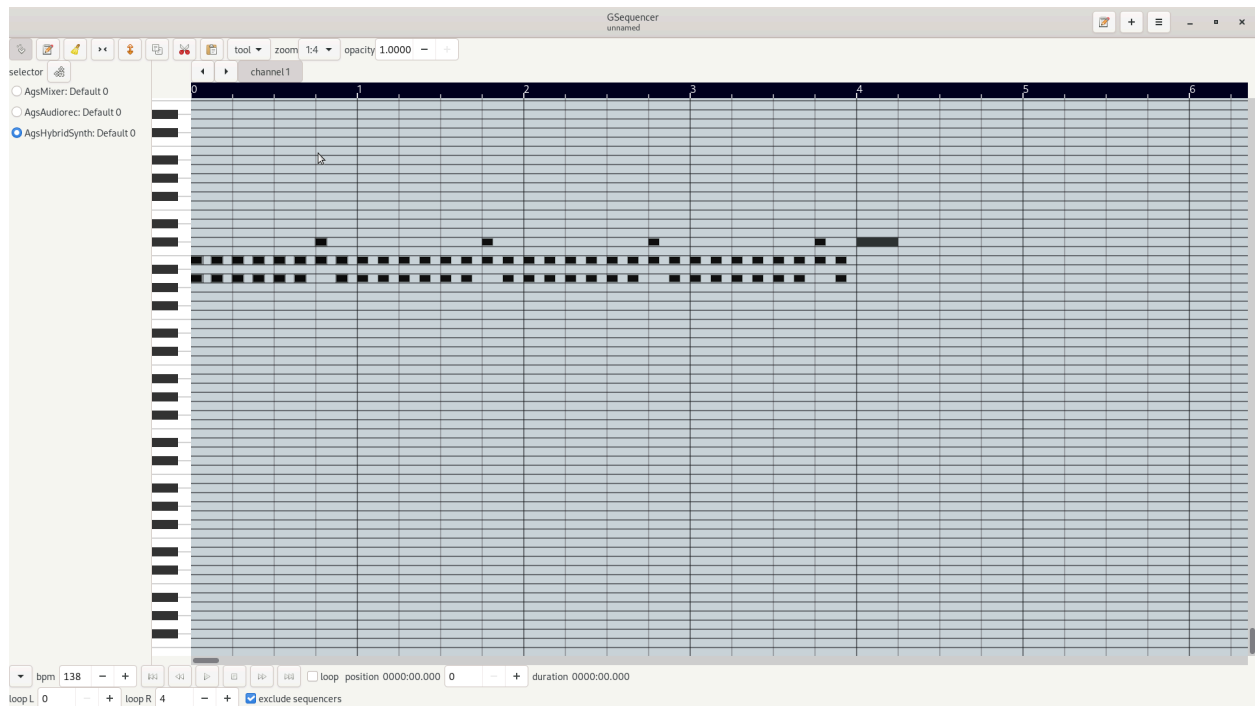 GSequencer
unnamed
tool zoom 1:4 opacity 1.0000
selector channel 1
0 1 2 3 4 5 6
AgsMixer: Default 0
AgsAudiorec: Default 0
AgsHybridSynth: Default 0
bpm 138 loop position 0000:00.000 0 duration 0000:00.000
loop L 0 loop R 4 exclude sequencers